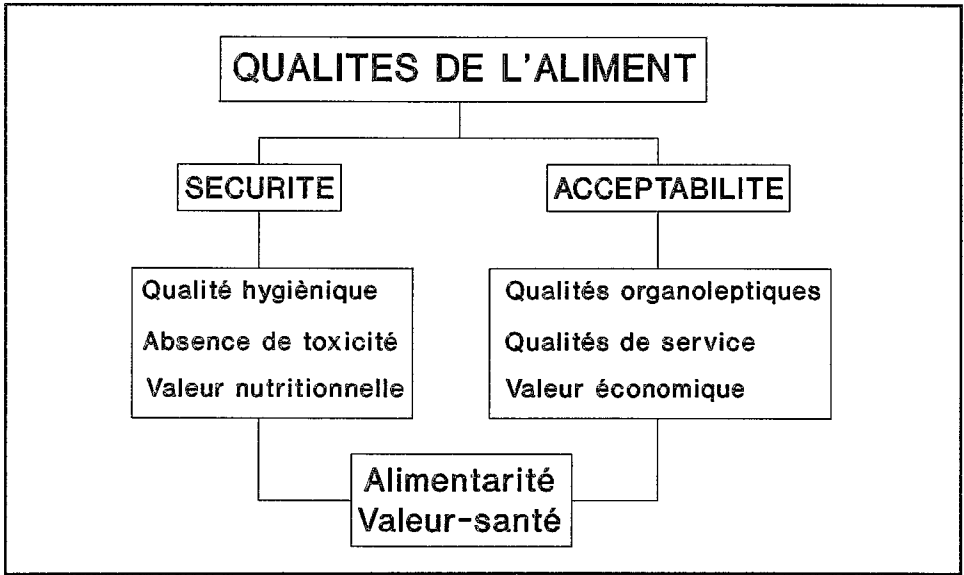 QUALITES DE L'ALIMENT
SECURITE
ACCEPTABILITE
Qualité hygiènique
Absence de toxicité
Valeur nutritionnelle
Qualités organoleptiques
Qualités de service
Valeur économique
Alimentarité
Valeur-santé